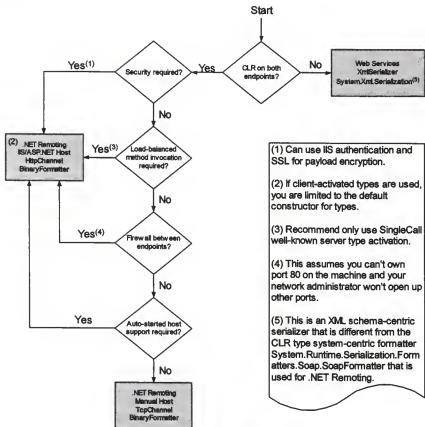 Start
CLR on both
endpoints?
Yes
No
Web Services
XmlSerializer
System.Xml.Serialization(5)
Security required?
Yes(1)
No
(2) .NET Remoting
IIS/ASP.NET Host
HttpChannel
BinaryFormatter
Load-balanced
method invocation
required?
Yes(3)
No
Firewall between
endpoints?
Yes(4)
No
Auto-started host
support required?
Yes
No
.NET Remoting
Manual Host
TcpChannel
BinaryFormatter
(1) Can use IIS authentication and
SSL for payload encryption.
(2) If client-activated types are used,
you are limited to the default
constructor for types.
(3) Recommend only use SingleCall
well-known server type activation.
(4) This assumes you can't own
port 80 on the machine and your
network administrator won't open up
other ports.
(5) This is an XML schema-centric
serializer that is different from the
CLR type system-centric formatter
System.Runtime.Serialization.Form
atters.Soap.SoapFormatter that is
used for .NET Remoting.